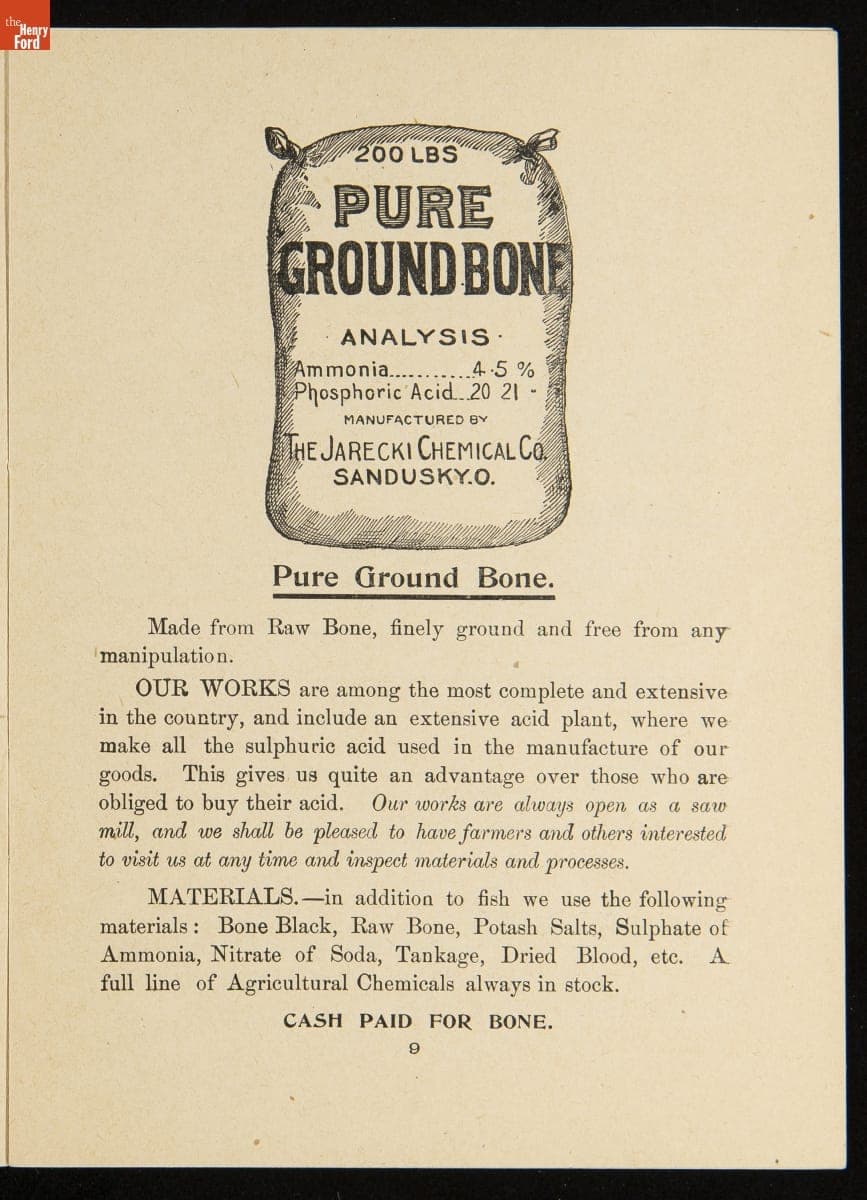 the
Henry
Ford
200 LBS
PURE
GROUND BONE
ANALYSIS
Ammonia...........4-5 %
Phosphoric Acid...20 21 -
MANUFACTURED BY
THE JARECKI CHEMICAL CO.
SANDUSKY.O.
Pure Ground Bone.
Made from Raw Bone, finely ground and free from any
manipulation.
OUR WORKS are among the most complete and extensive
in the country, and include an extensive acid plant, where we
make all the sulphuric acid used in the manufacture of our
goods. This gives us quite an advantage over those who are
obliged to buy their acid. Our works are always open as a saw
mill, and we shall be pleased to have farmers and others interested
to visit us at any time and inspect materials and processes.
MATERIALS.—in addition to fish we use the following
materials: Bone Black, Raw Bone, Potash Salts, Sulphate of
Ammonia, Nitrate of Soda, Tankage, Dried Blood, etc. A
full line of Agricultural Chemicals always in stock.
CASH PAID FOR BONE.
9